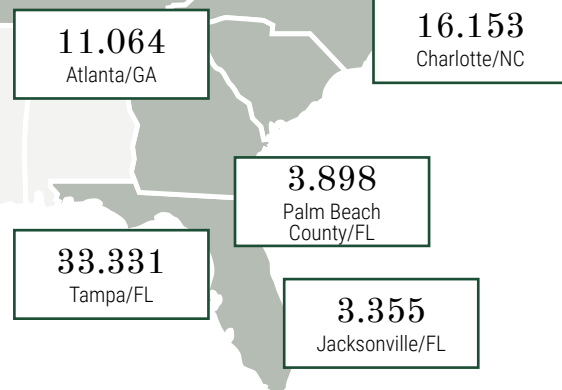 11.064
Atlanta/GA
16.153
Charlotte/NC
3.898
Palm Beach
County/FL
33.331
Tampa/FL
3.355
Jacksonville/FL